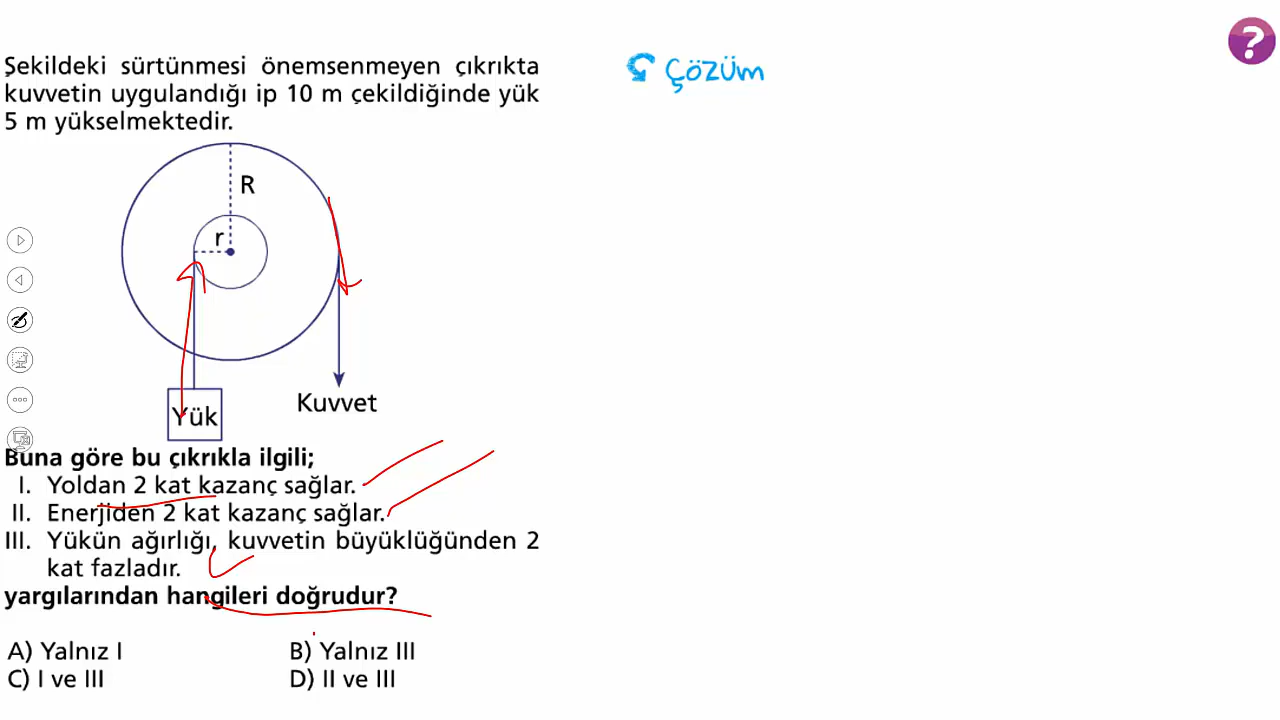 Şekildeki sürtünmesi önemsenmeyen çıkrıkta
kuvvetin uygulandığı ip 10 m çekildiğinde yük
5 m yükselmektedir.
R
r
Yük
Kuvvet
Buna göre bu çıkrıkla ilgili;
I. Yoldan 2 kat kazanç sağlar.
II. Enerjiden 2 kat kazanç sağlar.
III. Yükün ağırlığı, kuvvetin büyüklüğünden 2
kat fazladır.
yargılarından hangileri doğrudur?
A) Yalnız I
B) Yalnız III
C) I ve III
D) II ve III
Çözüm
?